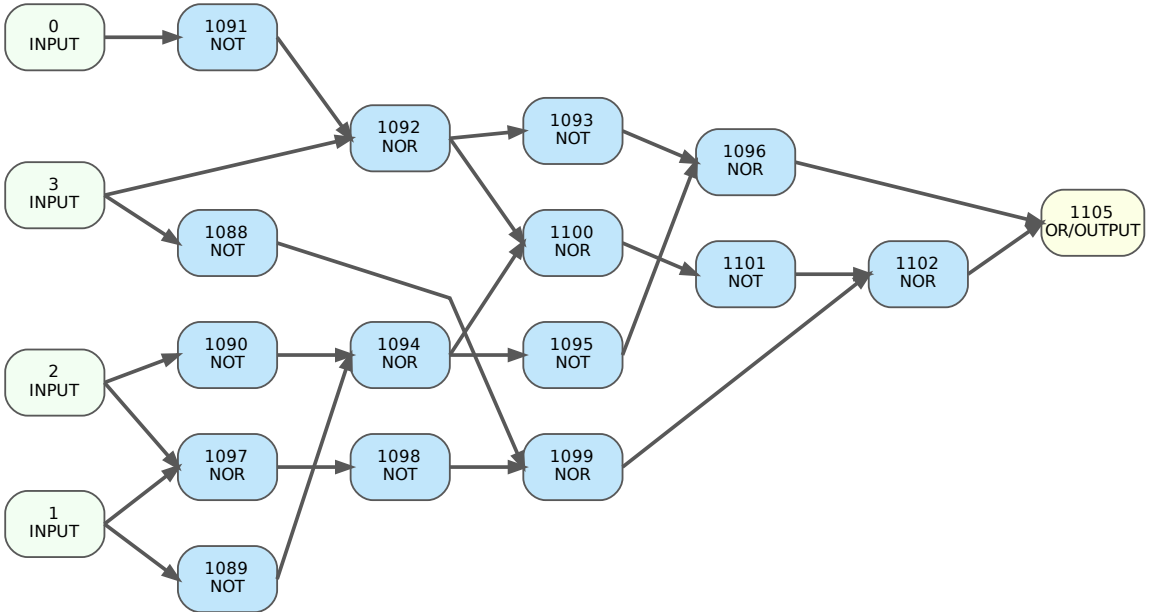 0
INPUT
1091
NOT
3
INPUT
1092
NOR
1093
NOT
1096
NOR
1088
NOT
1100
NOR
1101
NOT
1102
NOR
1105
OR/OUTPUT
2
INPUT
1090
NOT
1094
NOR
1095
NOT
1097
NOR
1098
NOT
1099
NOR
1
INPUT
1089
NOT